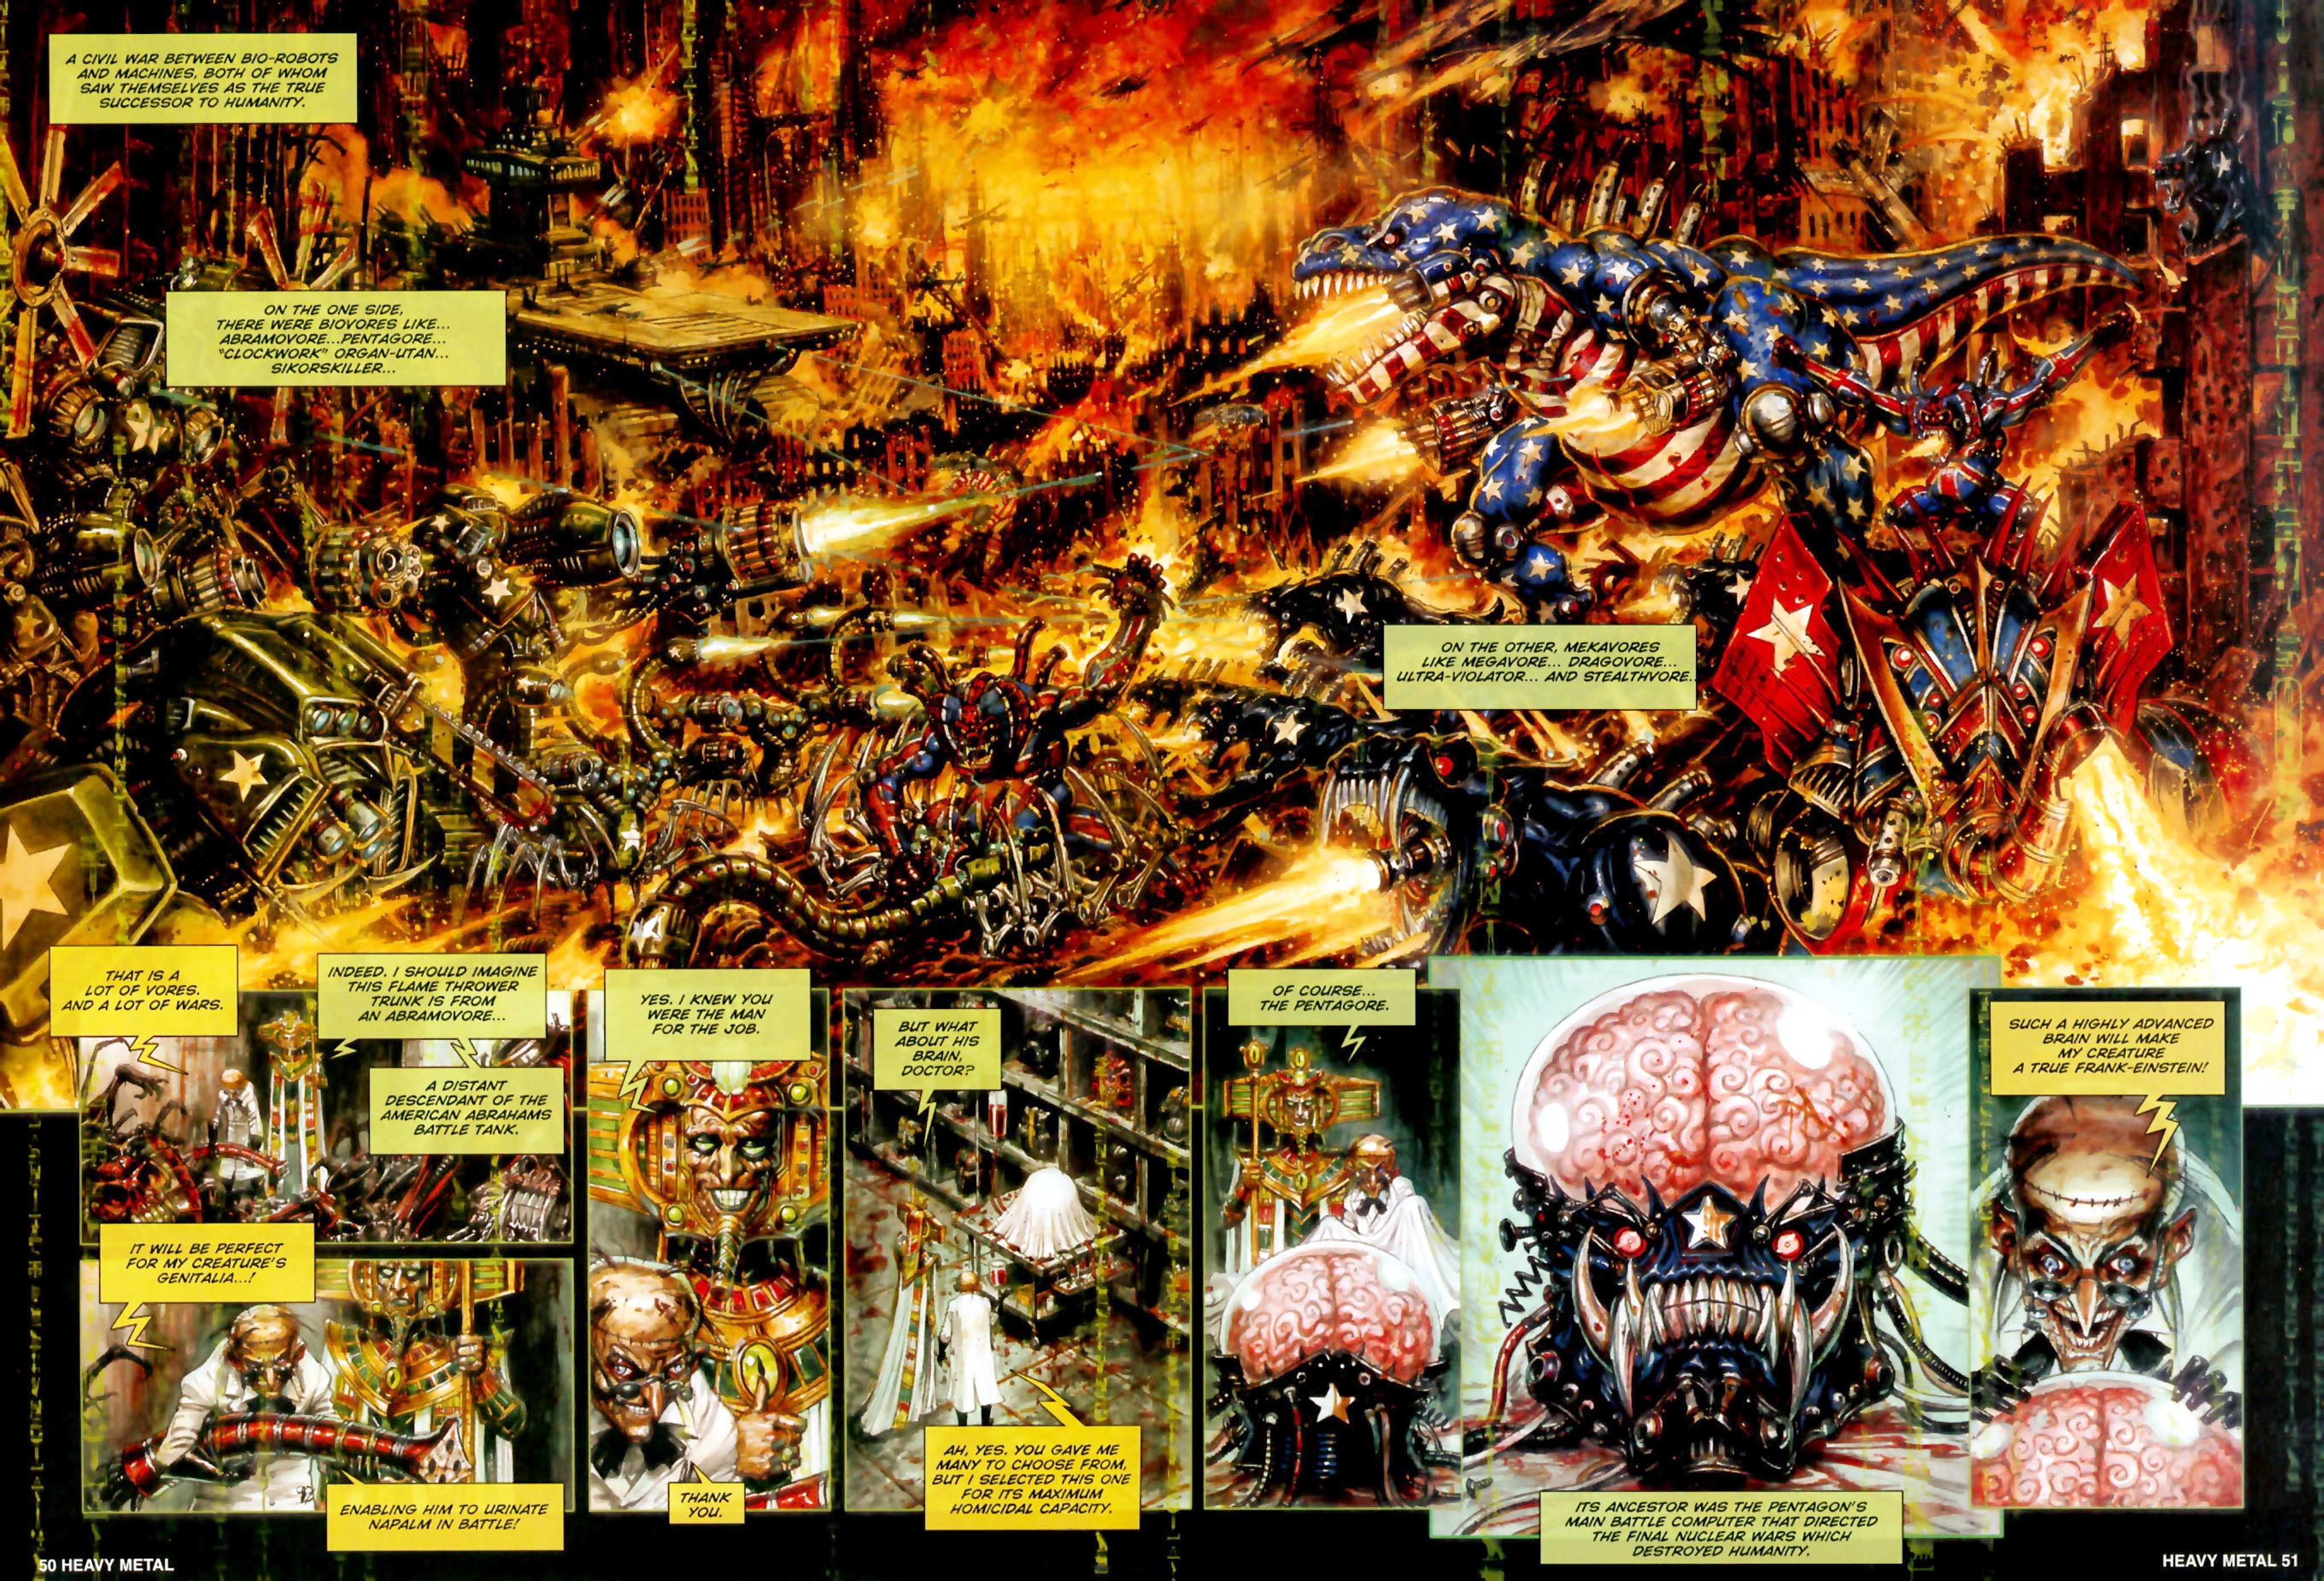 A CIVIL WAR BETWEEN BIO-ROBOTS
AND MACHINES, BOTH OF WHOM
SAW THEMSELVES AS THE TRUE
SUCCESSOR TO HUMANITY.
ON THE ONE SIDE,
THERE WERE BIOVORES LIKE...
ABRAMOVORE...PENTAGORE...
"CLOCKWORK" ORGAN-UTAN...
SIKORSKILLER...
ON THE OTHER, MEKAVORES
LIKE MEGAVORE... DRAGOVORE...
ULTRA-VIOLATOR... AND STEALTHVORE..
THAT IS A
LOT OF VORES.
AND A LOT OF WARS.
INDEED. I SHOULD IMAGINE
THIS FLAME THROWER
TRUNK IS FROM
AN ABRAMOVORE...
A DISTANT
DESCENDANT OF THE
AMERICAN ABRAHAMS
BATTLE TANK.
IT WILL BE PERFECT
FOR MY CREATURE'S
GENITALIA...!
ENABLING HIM TO URINATE
NAPALM IN BATTLE!
YES. I KNEW YOU
WERE THE MAN
FOR THE JOB.
THANK
YOU.
BUT WHAT
ABOUT HIS
BRAIN,
DOCTOR?
AH, YES. YOU GAVE ME
MANY TO CHOOSE FROM,
BUT I SELECTED THIS ONE
FOR ITS MAXIMUM
HOMICIDAL CAPACITY.
OF COURSE...
THE PENTAGORE.
ITS ANCESTOR WAS THE PENTAGON'S
MAIN BATTLE COMPUTER THAT DIRECTED
THE FINAL NUCLEAR WARS WHICH
DESTROYED HUMANITY.
SUCH A HIGHLY ADVANCED
BRAIN WILL MAKE
MY CREATURE
A TRUE FRANK-EINSTEIN!
50 HEAVY METAL
HEAVY METAL 51